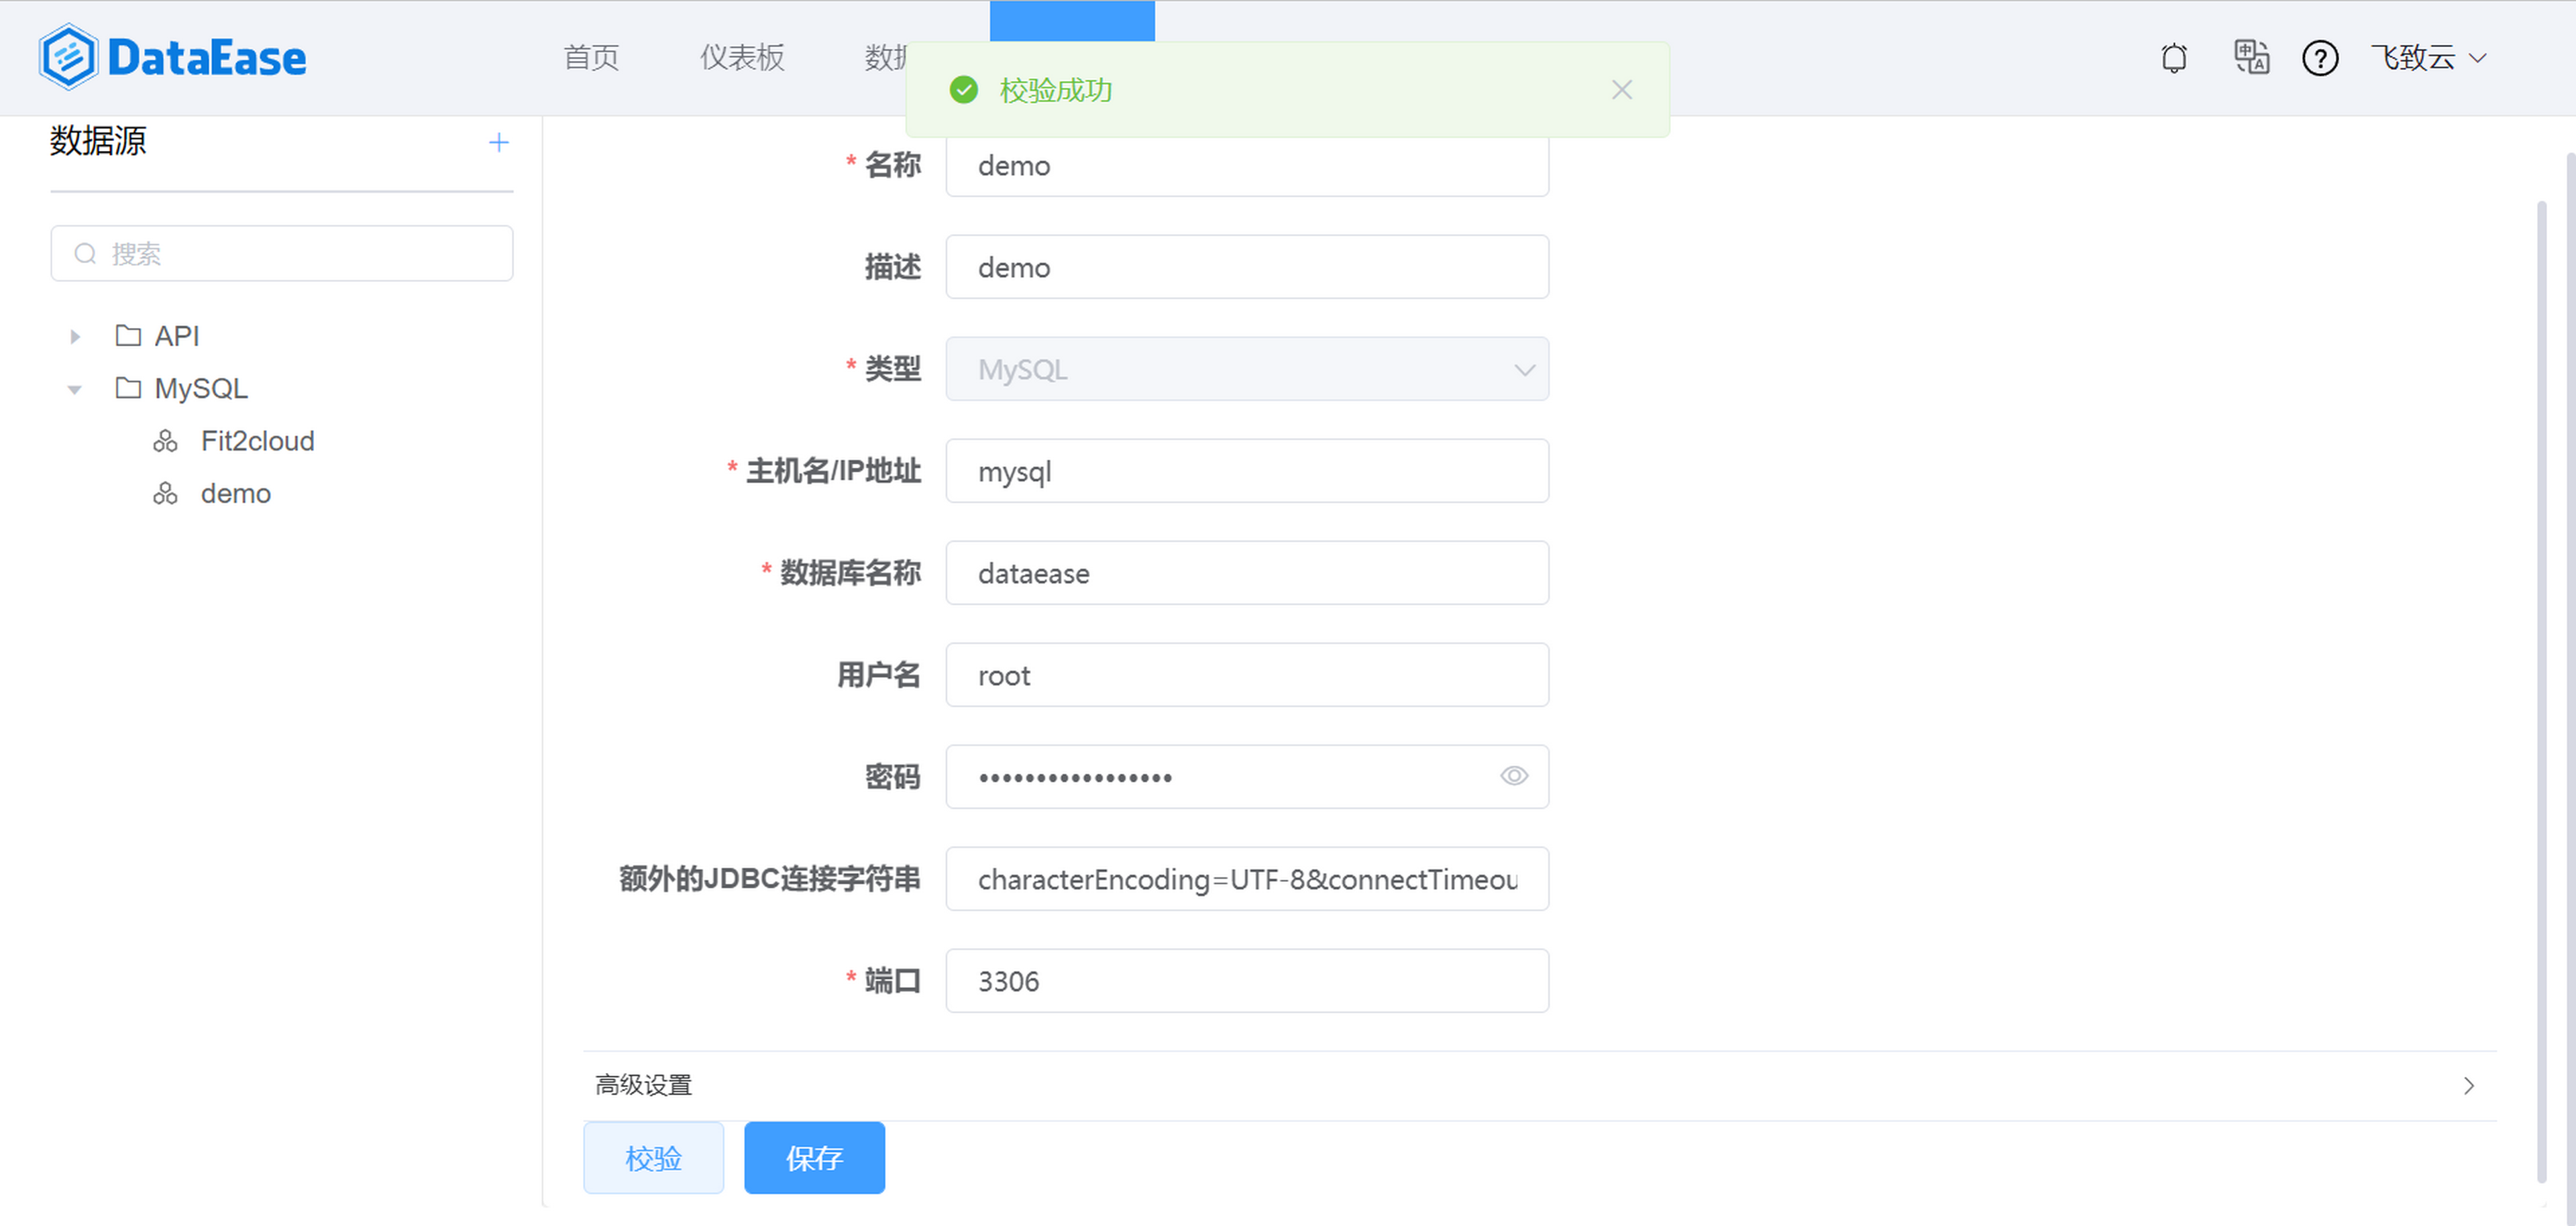 DataEase
首页
仪表板
飞致云
校验成功
数据源
搜索
API
MySQL
Fit2cloud
demo
* 名称 demo
描述 demo
* 类型 MySQL
* 主机名/IP地址 mysql
* 数据库名称 dataease
用户名 root
密码 •••••••••••••••••
额外的JDBC连接字符串 characterEncoding=UTF-8&connectTimeou
* 端口 3306
高级设置
校验
保存